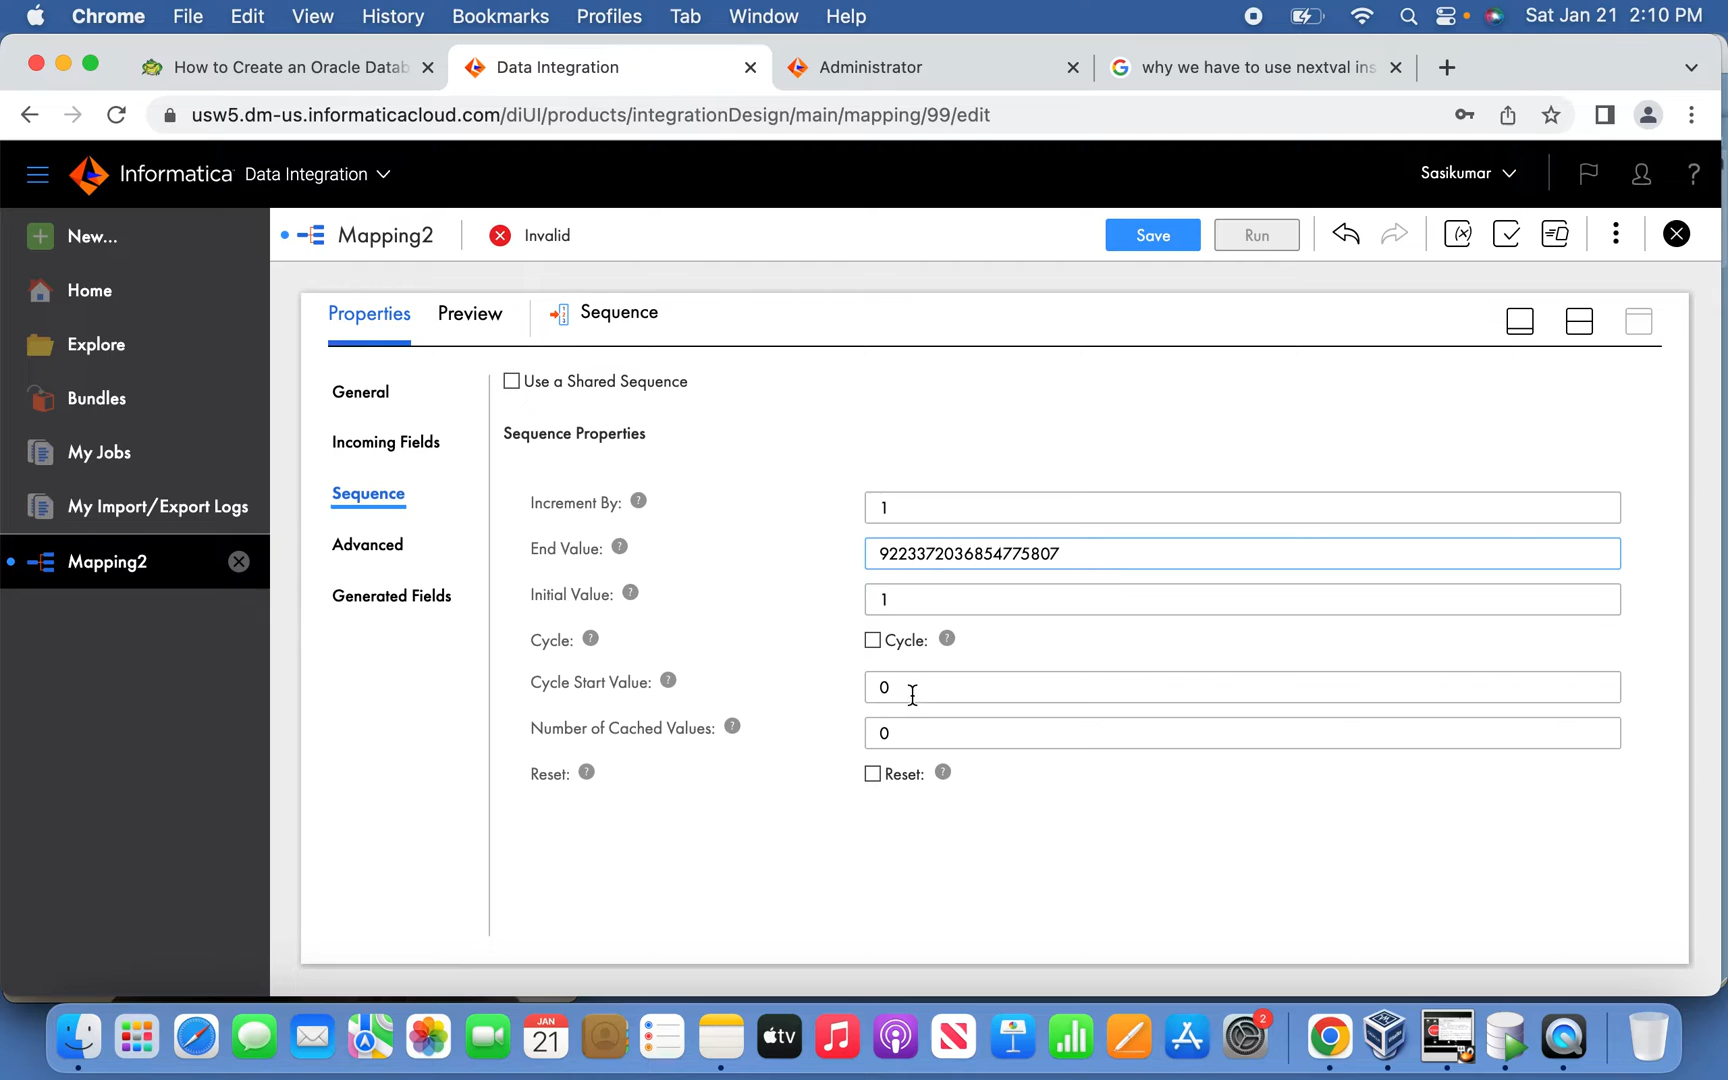 Chrome File Edit View History Bookmarks Profiles Tab Window Help Sat Jan 21 2:10 PM
How to Create an Oracle Datab Data Integration Administrator why we have to use nextval ins
usw5.dm-us.informaticacloud.com/diUI/products/integrationDesign/main/mapping/99/edit
Informatica Data Integration Sasikumar ?
New... Mapping2 Invalid Save Run
Home
Explore
Bundles
My Jobs
My Import/Export Logs
Mapping2
Properties Preview Sequence
General
Incoming Fields
Sequence
Advanced
Generated Fields
Use a Shared Sequence
Sequence Properties
Increment By: ? 1
End Value: ? 9223372036854775807
Initial Value: ? 1
Cycle: ? Cycle: ?
Cycle Start Value: ? 0
Number of Cached Values: ? 0
Reset: ? Reset: ?
JAN
21
tv
2